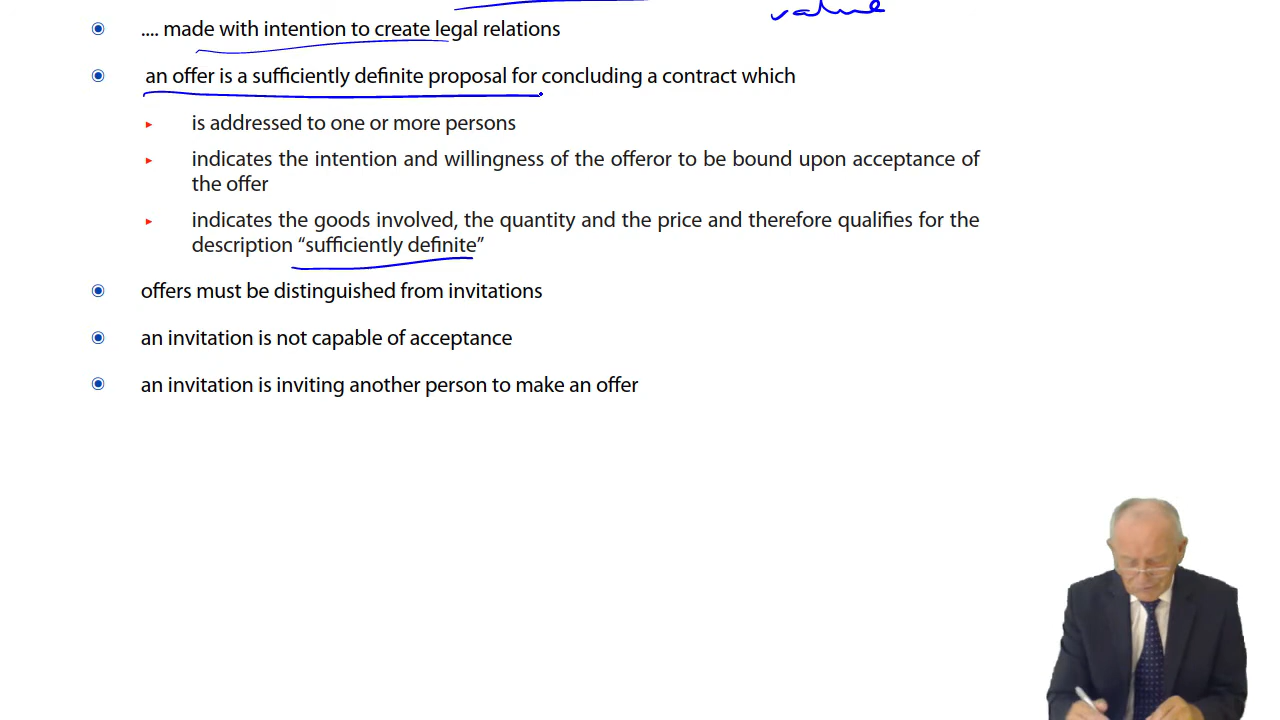 value
.... made with intention to create legal relations
an offer is a sufficiently definite proposal for concluding a contract which
is addressed to one or more persons
indicates the intention and willingness of the offeror to be bound upon acceptance of
the offer
indicates the goods involved, the quantity and the price and therefore qualifies for the
description “sufficiently definite”
offers must be distinguished from invitations
an invitation is not capable of acceptance
an invitation is inviting another person to make an offer